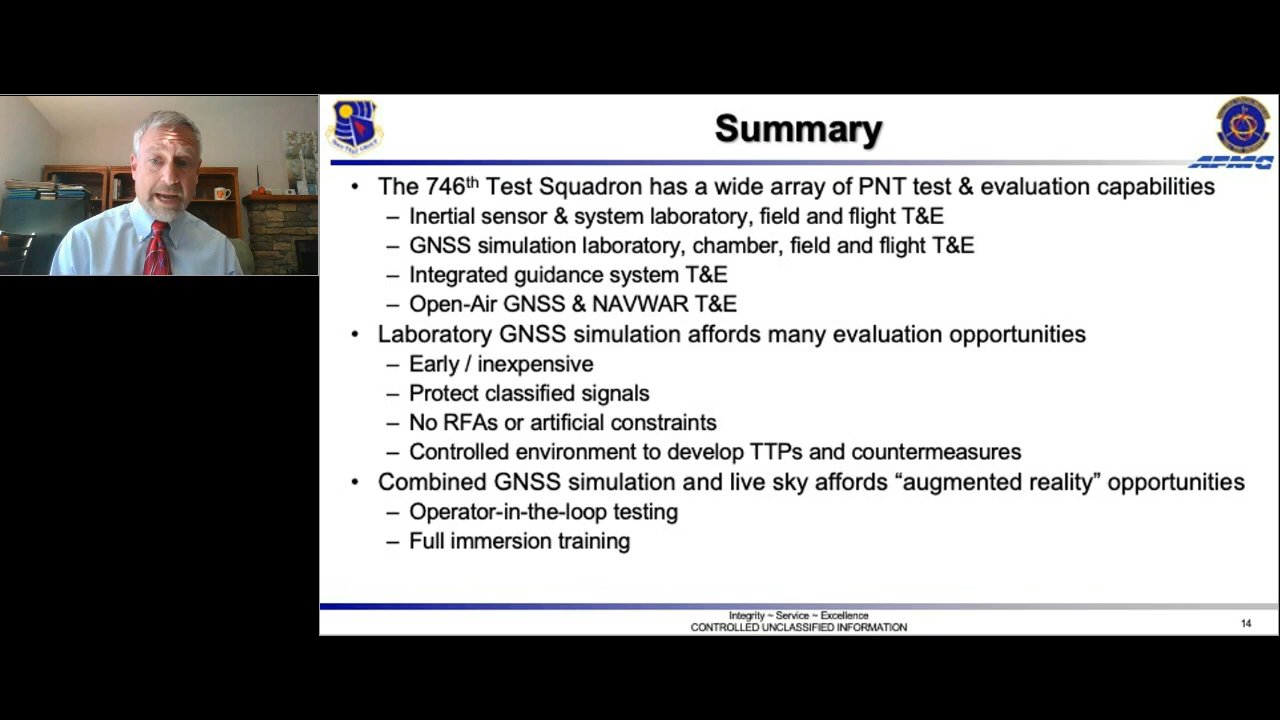 Summary
AFMC
• The 746th Test Squadron has a wide array of PNT test & evaluation capabilities
– Inertial sensor & system laboratory, field and flight T&E
– GNSS simulation laboratory, chamber, field and flight T&E
– Integrated guidance system T&E
– Open-Air GNSS & NAVWAR T&E
• Laboratory GNSS simulation affords many evaluation opportunities
– Early / inexpensive
– Protect classified signals
– No RFAs or artificial constraints
– Controlled environment to develop TTPs and countermeasures
• Combined GNSS simulation and live sky affords “augmented reality” opportunities
– Operator-in-the-loop testing
– Full immersion training
Integrity ~ Service ~ Excellence
CONTROLLED UNCLASSIFIED INFORMATION
14